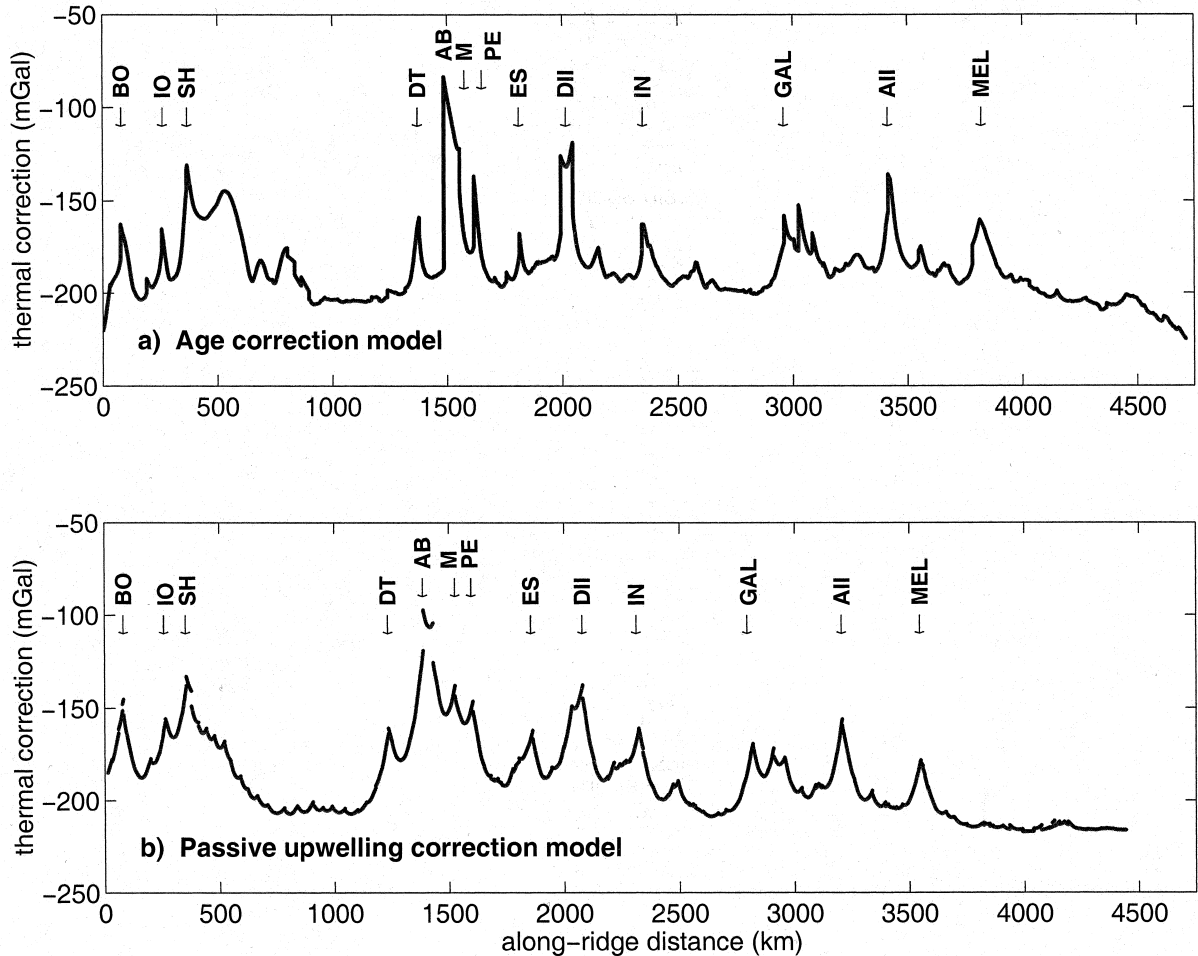 −50
−100
−150
−200
−250
thermal correction (mGal)
BO IO SH DT AB M PE ES DII IN GAL AII MEL
a) Age correction model
0 500 1000 1500 2000 2500 3000 3500 4000 4500
−50
−100
−150
−200
−250
thermal correction (mGal)
BO IO SH DT AB M PE ES DII IN GAL AII MEL
b) Passive upwelling correction model
0 500 1000 1500 2000 2500 3000 3500 4000 4500
along−ridge distance (km)